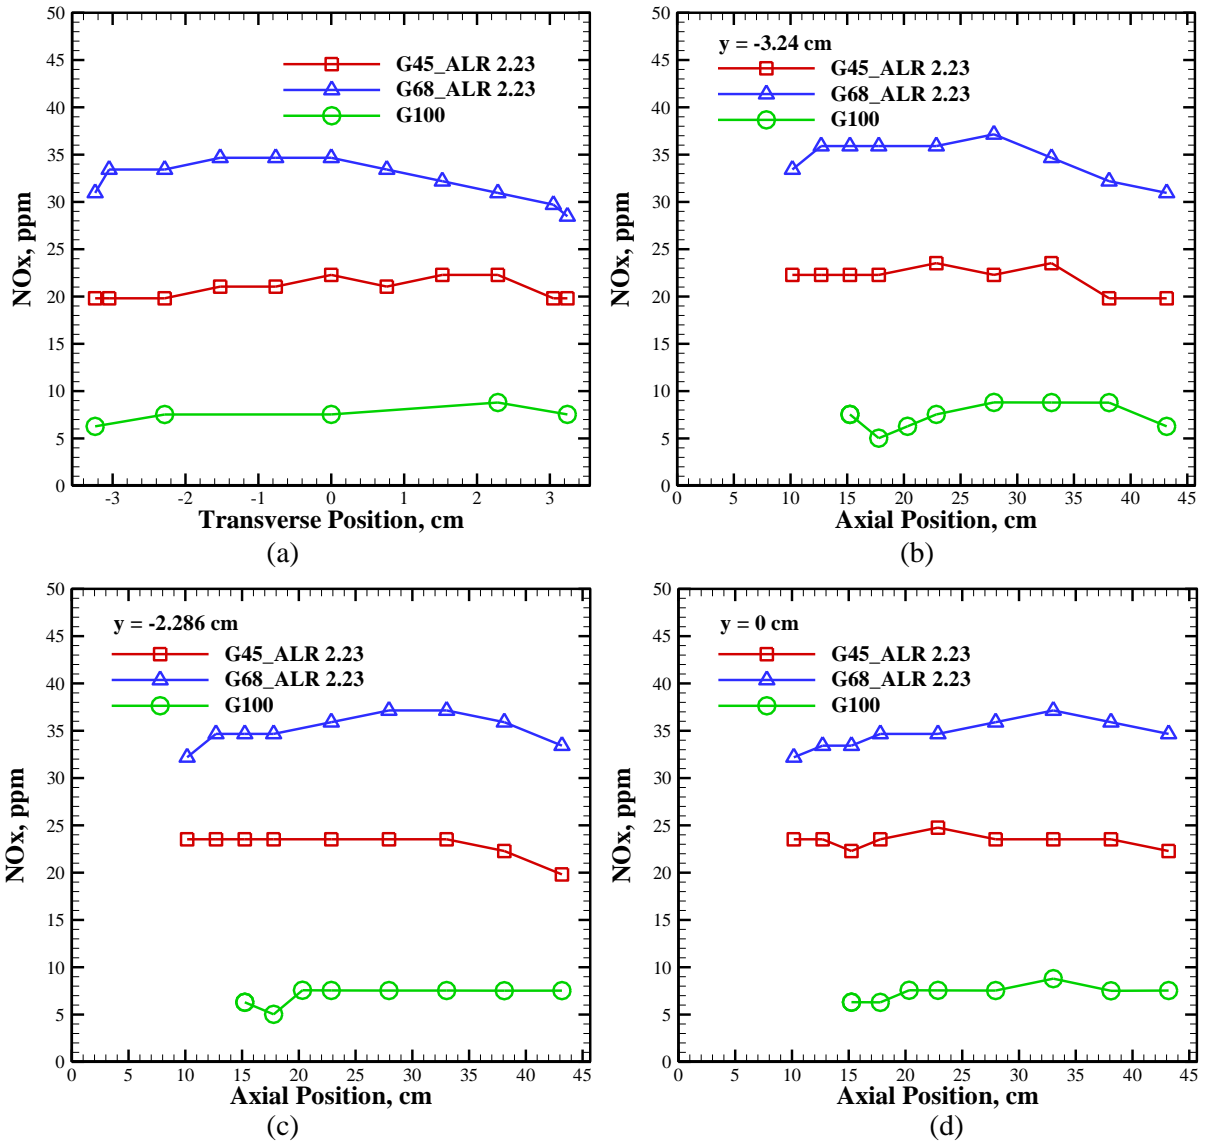 50
45
40
35
30
25
20
15
10
5
0
NOx, ppm
G45_ALR 2.23
G68_ALR 2.23
G100
-3 -2 -1 0 1 2 3
Transverse Position, cm
(a)
50
45
40
35
30
25
20
15
10
5
0
NOx, ppm
y = -3.24 cm
G45_ALR 2.23
G68_ALR 2.23
G100
0 5 10 15 20 25 30 35 40 45
Axial Position, cm
(b)
50
45
40
35
30
25
20
15
10
5
0
NOx, ppm
y = -2.286 cm
G45_ALR 2.23
G68_ALR 2.23
G100
0 5 10 15 20 25 30 35 40 45
Axial Position, cm
(c)
50
45
40
35
30
25
20
15
10
5
0
NOx, ppm
y = 0 cm
G45_ALR 2.23
G68_ALR 2.23
G100
0 5 10 15 20 25 30 35 40 45
Axial Position, cm
(d)